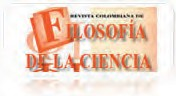 REVISTA COLOMBIANA DE
FILOSOFÍA
DE LA CIENCIA